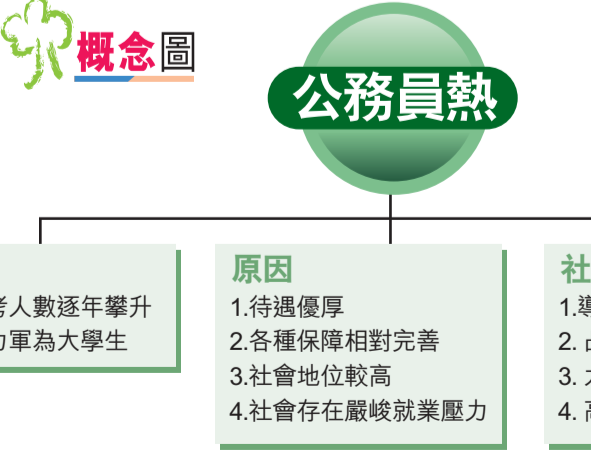 概念圖
公務員熱
考人數逐年攀升
力軍為大學生
原因
1.待遇優厚
2.各種保障相對完善
3.社會地位較高
4.社會存在嚴峻就業壓力
社
1.導
2.
3.
4. 高